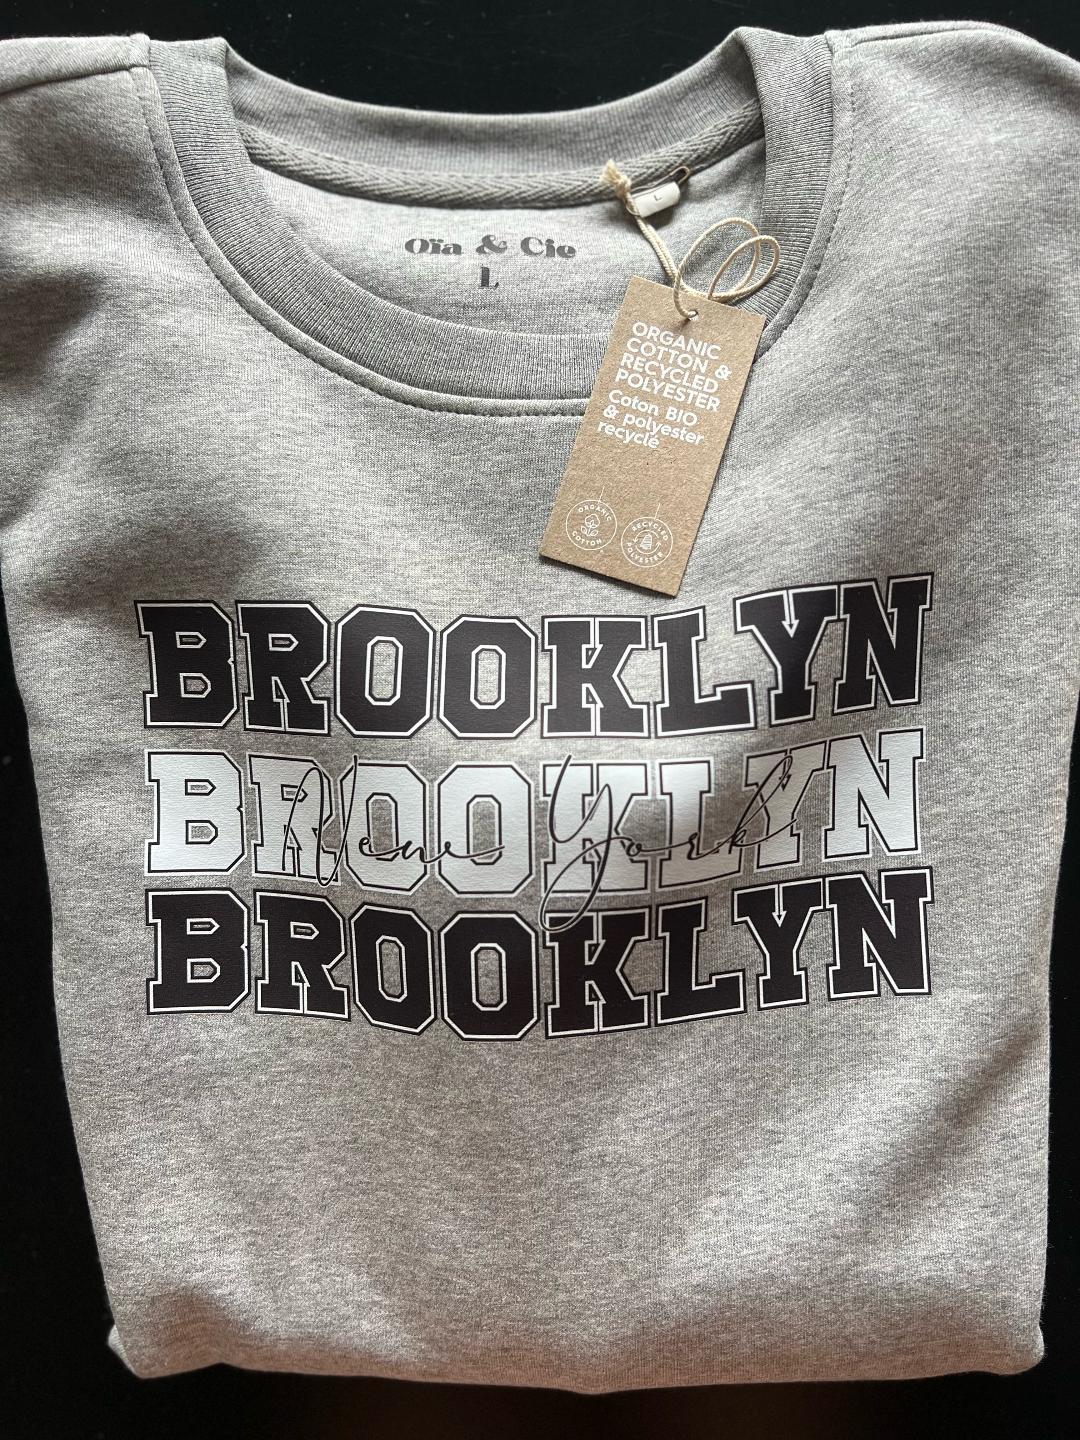 L
Oïa & Cie
L
ORGANIC
COTTON &
RECYCLED
POLYESTER
Coton BIO
& polyester
recyclé
ORGANIC
COTTON
RECYCLED
POLYESTER
BROOKLYN
BROOKLYN
New York
BROOKLYN